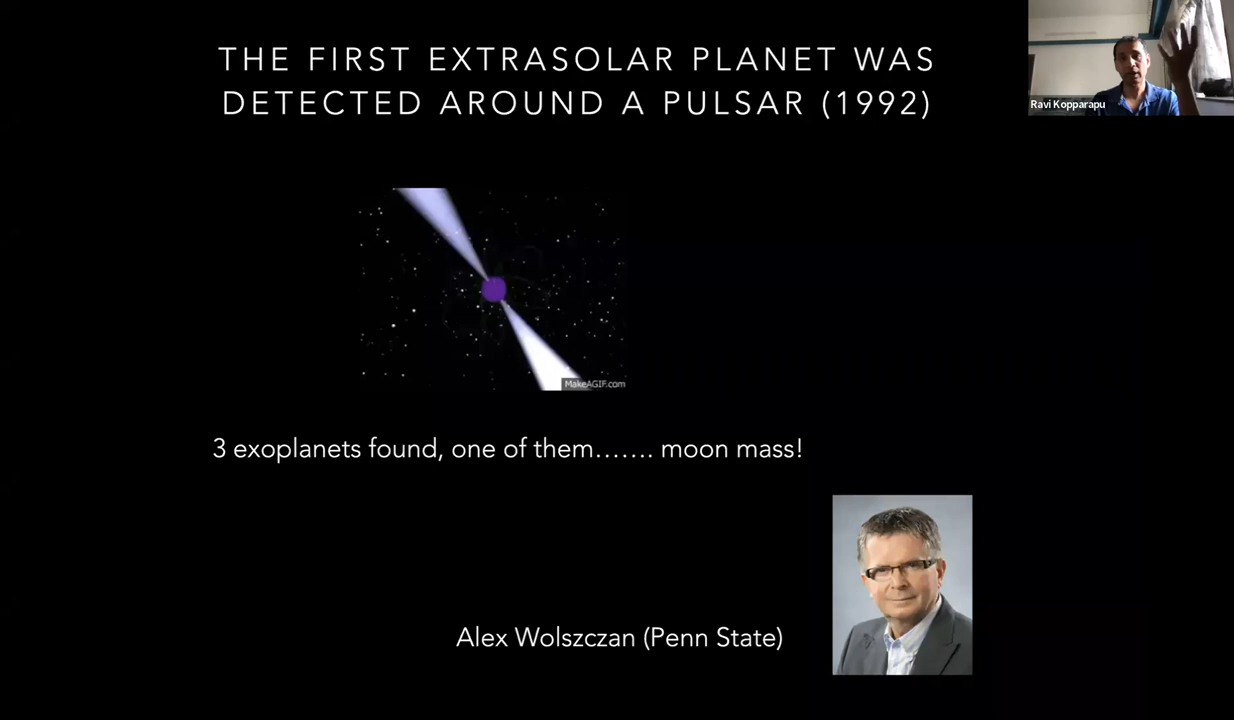 THE FIRST EXTRASOLAR PLANET WAS
DETECTED AROUND A PULSAR (1992)
Ravi Kopparapu
MakeAGIF.com
3 exoplanets found, one of them....... moon mass!
Alex Wolszczan (Penn State)